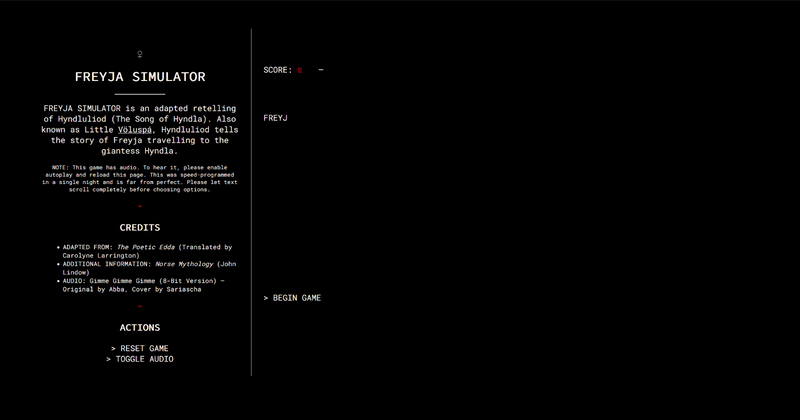 FREYJA SIMULATOR
FREYJA SIMULATOR is an adapted retelling
of Hyndluliod (The Song of Hyndla). Also
known as Little Völuspá, Hyndluliod tells
the story of Freyja travelling to the
giantess Hyndla.
NOTE: This game has audio. To hear it, please enable
autoplay and reload this page. This was speed-programmed
in a single night and is far from perfect. Please let text
scroll completely before choosing options.
CREDITS
• ADAPTED FROM: The Poetic Edda (Translated by
Carolyne Larrington)
• ADDITIONAL INFORMATION: Norse Mythology (John
Lindow)
• AUDIO: Gimme Gimme Gimme (8-Bit Version) –
Original by Abba, Cover by Sariascha
ACTIONS
> RESET GAME
> TOGGLE AUDIO
SCORE: 0 —
FREYJ
> BEGIN GAME